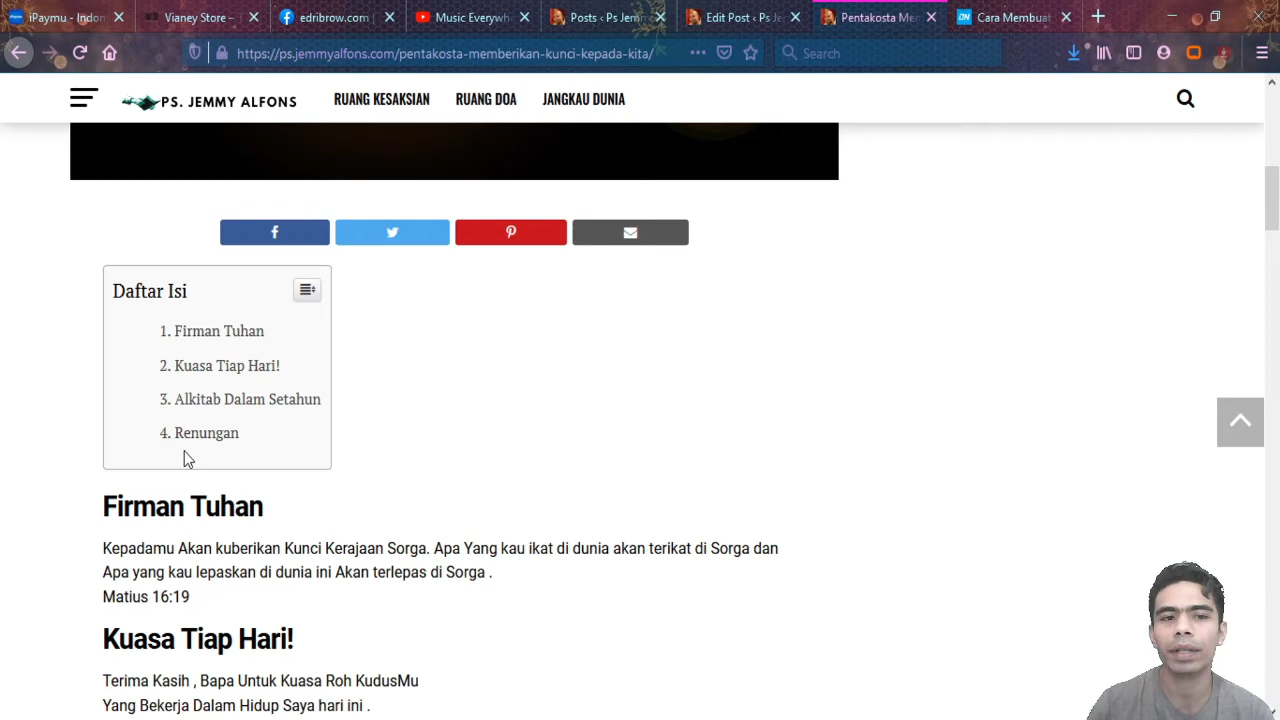 iPaymu - Indon
Vianey Store –
edribrow.com
Music Everywh
Posts ‹ Ps Jemm
Edit Post ‹ Ps Je
Pentakosta Mem
Cara Membuat
https://ps.jemmyalfons.com/pentakosta-memberikan-kunci-kepada-kita/
Search
PS. JEMMY ALFONS
RUANG KESAKSIAN
RUANG DOA
JANGKAU DUNIA
Daftar Isi
1. Firman Tuhan
2. Kuasa Tiap Hari!
3. Alkitab Dalam Setahun
4. Renungan
Firman Tuhan
Kepadamu Akan kuberikan Kunci Kerajaan Sorga. Apa Yang kau ikat di dunia akan terikat di Sorga dan
Apa yang kau lepaskan di dunia ini Akan terlepas di Sorga .
Matius 16:19
Kuasa Tiap Hari!
Terima Kasih , Bapa Untuk Kuasa Roh KudusMu
Yang Bekerja Dalam Hidup Saya hari ini .